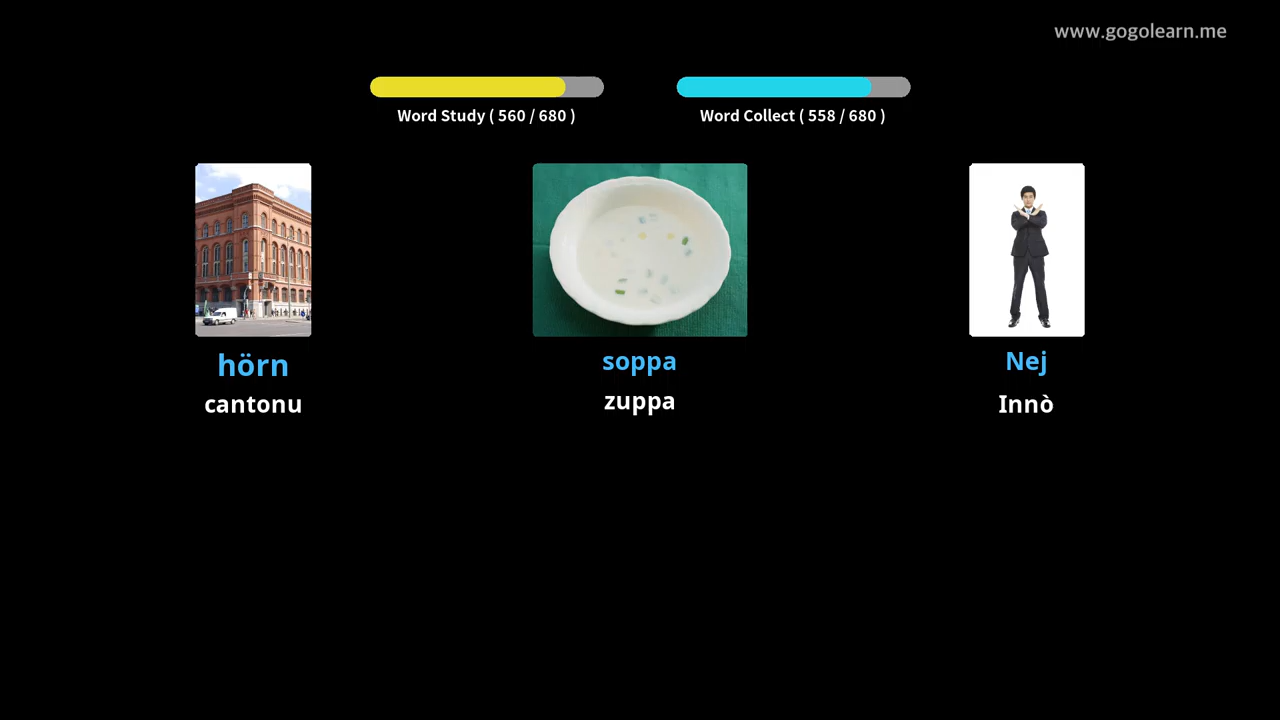 www.gogolearn.me
Word Study ( 560 / 680 )
Word Collect ( 558 / 680 )
hörn
cantonu
soppa
zuppa
Nej
Innò